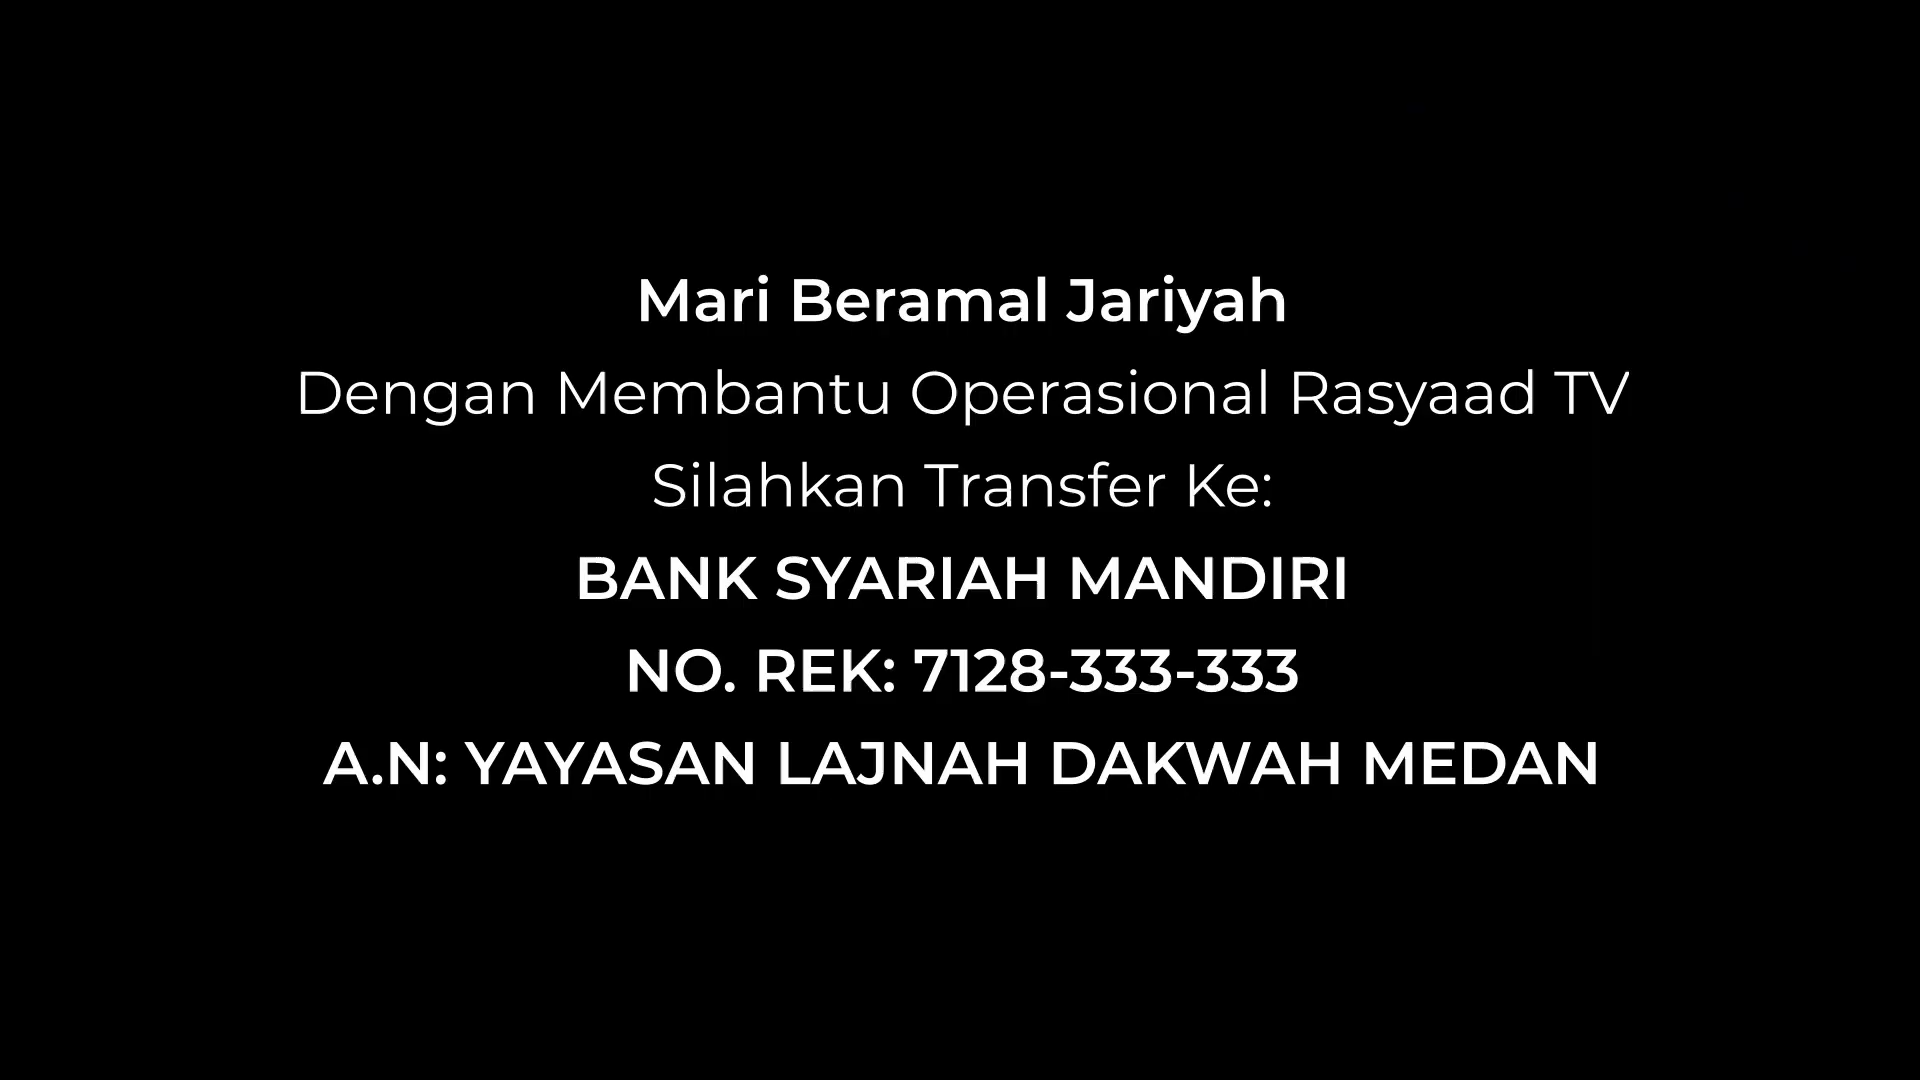 Mari Beramal Jariyah
Dengan Membantu Operasional Rasyaad TV
Silahkan Transfer Ke:
BANK SYARIAH MANDIRI
NO. REK: 7128-333-333
A.N: YAYASAN LAJNAH DAKWAH MEDAN